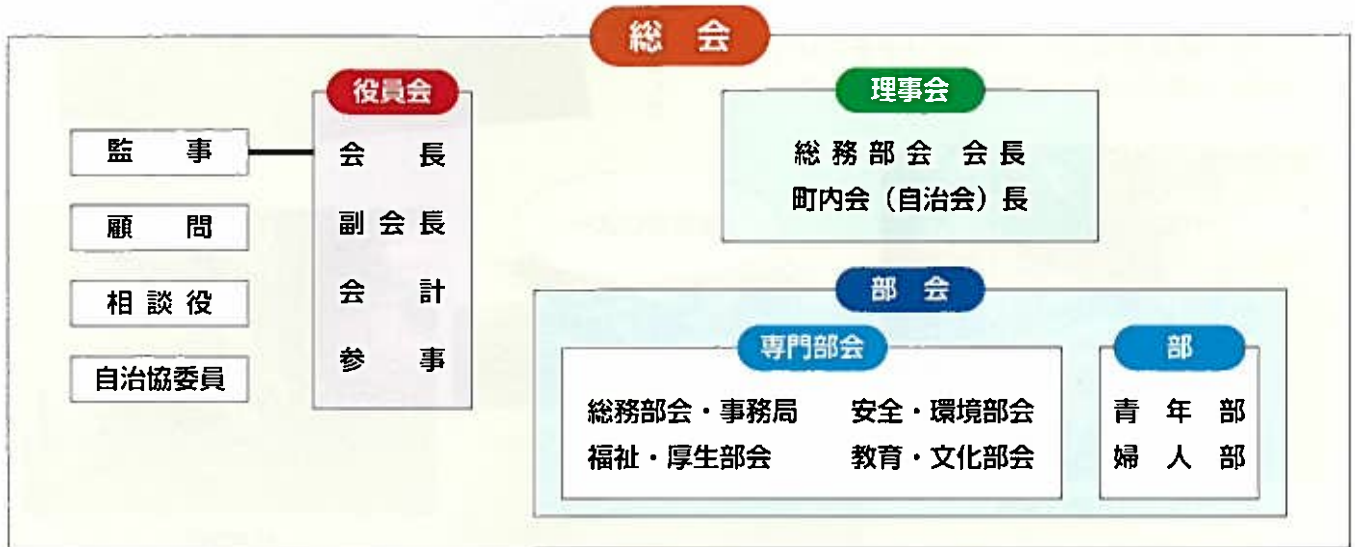 総会
役員会
監事
顧問
相談役
自治協委員
会長
副会長
会計
参事
理事会
総務部会 会長
町内会（自治会）長
部会
専門部会
総務部会・事務局 安全・環境部会
福祉・厚生部会 教育・文化部会
部
青年部
婦人部